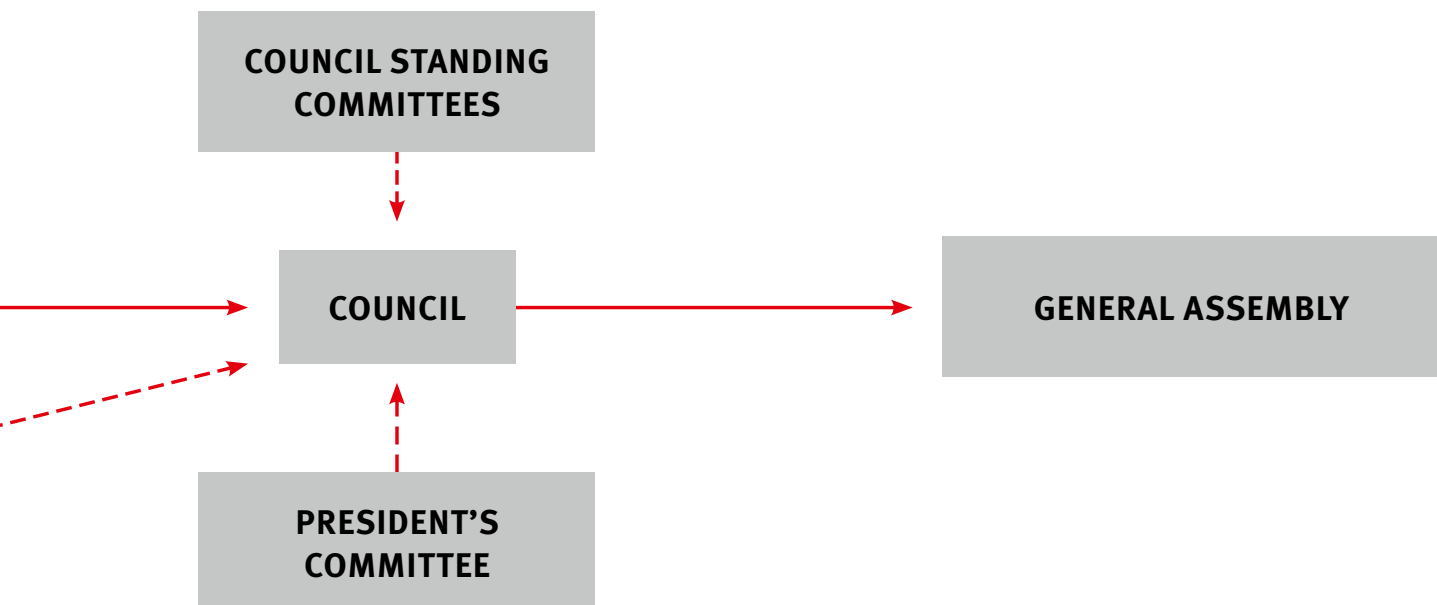 COUNCIL STANDING
COMMITTEES
COUNCIL
GENERAL ASSEMBLY
PRESIDENT’S
COMMITTEE